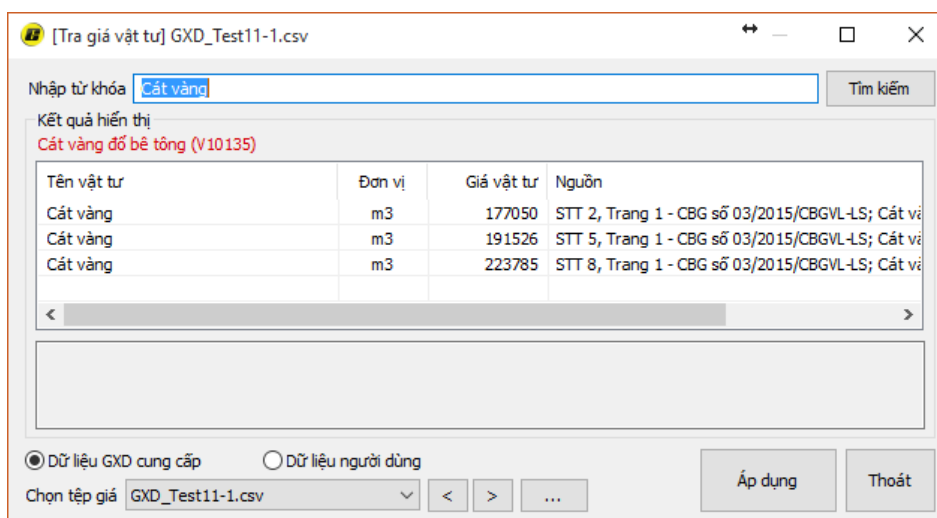 [Tra giá vật tư] GXD_Test11-1.csv
Nhập từ khóa Cát vàng Tìm kiếm
Kết quả hiển thị
Cát vàng đổ bê tông (V10135)
Tên vật tư Đơn vị Giá vật tư Nguồn
Cát vàng m3 177050 STT 2, Trang 1 - CBG số 03/2015/CBGVL-LS; Cát
Cát vàng m3 191526 STT 5, Trang 1 - CBG số 03/2015/CBGVL-LS; Cát
Cát vàng m3 223785 STT 8, Trang 1 - CBG số 03/2015/CBGVL-LS; Cát
Dữ liệu GXD cung cấp Dữ liệu người dùng
Áp dụng Thoát
Chọn tệp giá GXD_Test11-1.csv < > ...